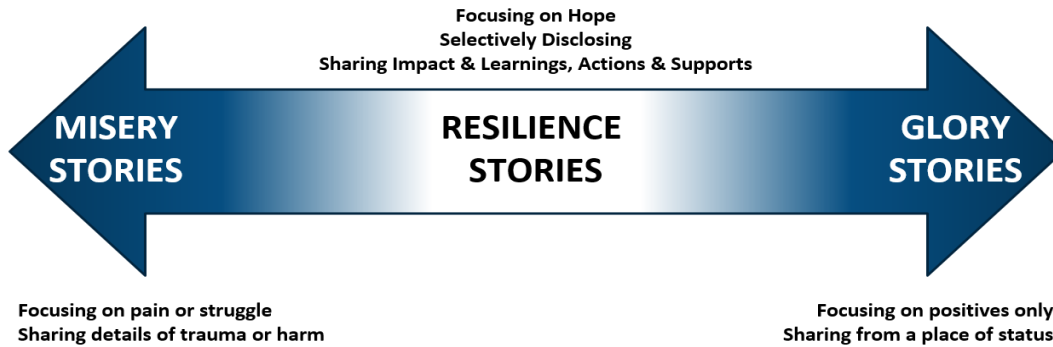 Focusing on Hope
Selectively Disclosing
Sharing Impact & Learnings, Actions & Supports
MISERY
STORIES
RESILIENCE
STORIES
GLORY
STORIES
Focusing on pain or struggle
Sharing details of trauma or harm
Focusing on positives only
Sharing from a place of status